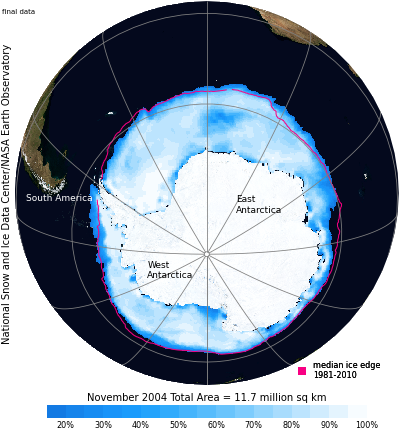 final data
National Snow and Ice Data Center/NASA Earth Observatory
South America
East
Antarctica
West
Antarctica
median ice edge
1981-2010
November 2004 Total Area = 11.7 million sq km
20% 30% 40% 50% 60% 70% 80% 90% 100%